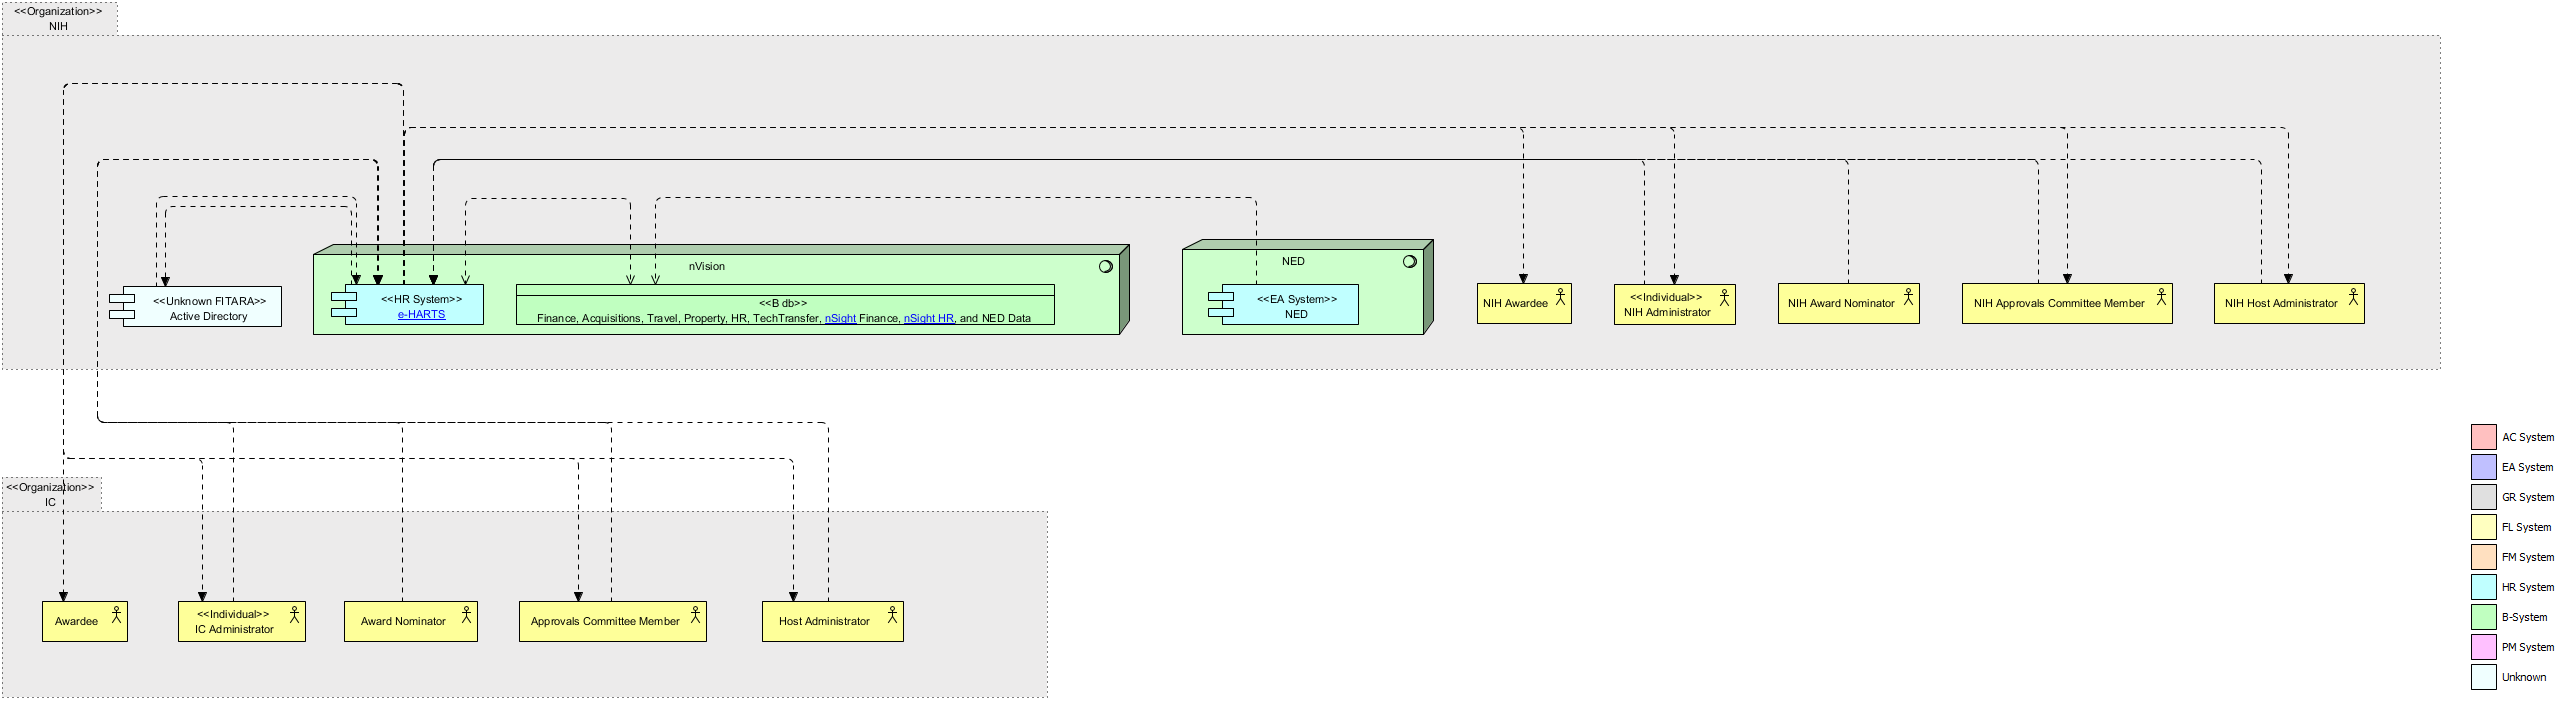 <<Organization>>
NIH
nVision
NED
<<Unknown FITARA>>
Active Directory
<<HR System>>
e-HARTS
<<B db>>
Finance, Acquisitions, Travel, Property, HR, TechTransfer, nSight Finance, nSight HR, and NED Data
<<EA System>>
NED
NIH Awardee
<<Individual>>
NIH Administrator
NIH Award Nominator
NIH Approvals Committee Member
NIH Host Administrator
<<Organization>>
IC
Awardee
<<Individual>>
IC Administrator
Award Nominator
Approvals Committee Member
Host Administrator
AC System
EA System
GR System
FL System
FM System
HR System
B-System
PM System
Unknown